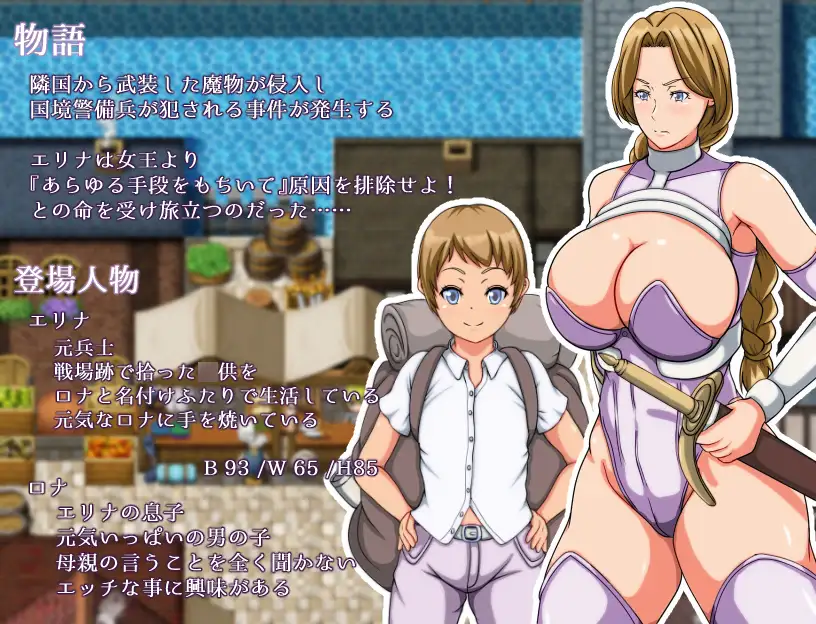 物語
隣国から武装した魔物が侵入し
国境警備兵が犯される事件が発生する
エリナは女王より
『あらゆる手段をもちいて』原因を排除せよ!
との命を受け旅立つのだった……
登場人物
エリナ
元兵士
戦場跡で拾った 供を
ロナと名付けふたりで生活している
元気なロナに手を焼いている
B 93 /W 65 /H85
ロナ
エリナの息子
元気いっぱいの男の子
母親の言うことを全く聞かない
エッチな事に興味がある